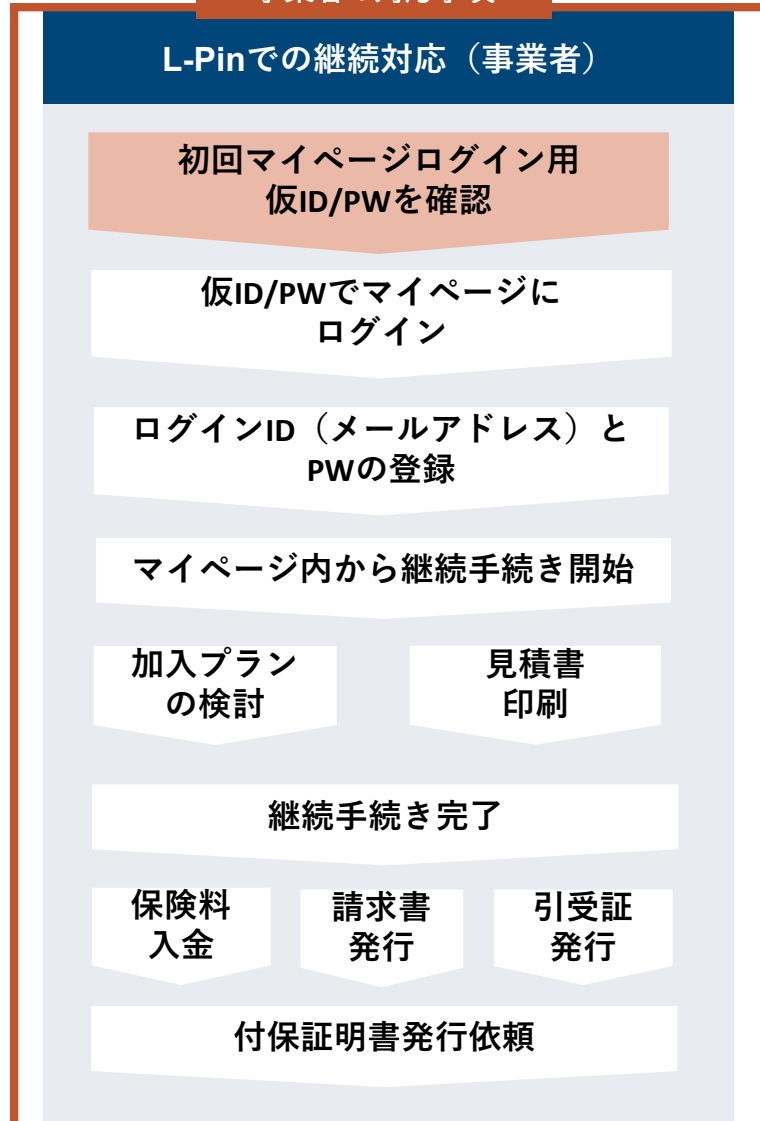 L-Pinでの継続対応（事業者）
初回マイページログイン用
仮ID/PWを確認
仮ID/PWでマイページに
ログイン
ログインID（メールアドレス）と
PWの登録
マイページ内から継続手続き開始
加入プラン
の検討
見積書
印刷
継続手続き完了
保険料
入金
請求書
発行
引受証
発行
付保証明書発行依頼